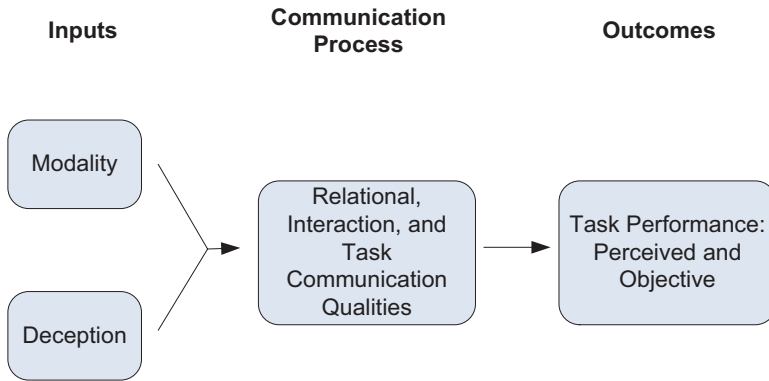 Inputs
Communication
Process
Outcomes
Modality
Deception
Relational,
Interaction, and
Task
Communication
Qualities
Task Performance:
Perceived and
Objective